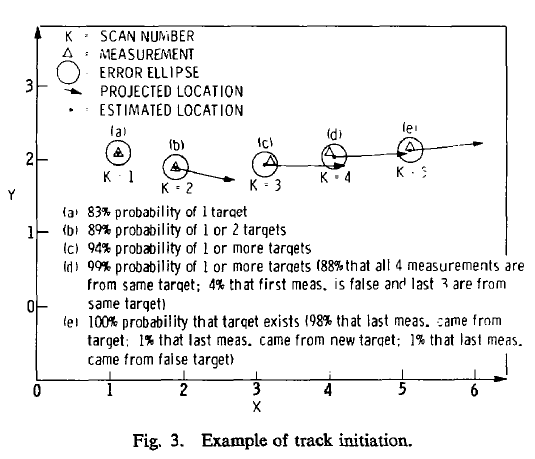 K = SCAN NUMBER
△ = MEASUREMENT
ERROR ELLIPSE
PROJECTED LOCATION
• = ESTIMATED LOCATION
(a) (b) (c) (d) (e)
K = 1 K = 2 K = 3 K = 4 K = 5
3
2
1
0
Y
(a) 83% probability of 1 target
(b) 89% probability of 1 or 2 targets
(c) 94% probability of 1 or more targets
(d) 99% probability of 1 or more targets (88% that all 4 measurements are
from same target; 4% that first meas. is false and last 3 are from
same target)
(e) 100% probability that target exists (98% that last meas. came from
target; 1% that last meas. came from new target; 1% that last meas.
came from false target)
0 1 2 3 4 5 6
X
Fig. 3. Example of track initiation.